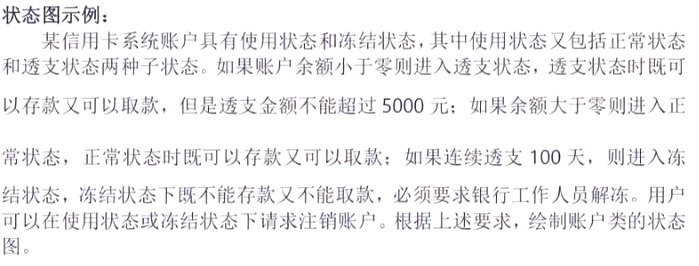 状态图示例：
某信用卡系统账户具有使用状态和冻结状态，其中使用状态又包括正常状态
和透支状态两种子状态。如果账户余额小于零则进入透支状态，透支状态时既可
以存款又可以取款，但是透支金额不能超过 5000 元；如果余额大于零则进入正
常状态，正常状态时既可以存款又可以取款；如果连续透支 100 天，则进入冻
结状态，冻结状态下既不能存款又不能取款，必须要求银行工作人员解冻。用户
可以在使用状态或冻结状态下请求注销账户。根据上述要求，绘制账户类的状态
图。